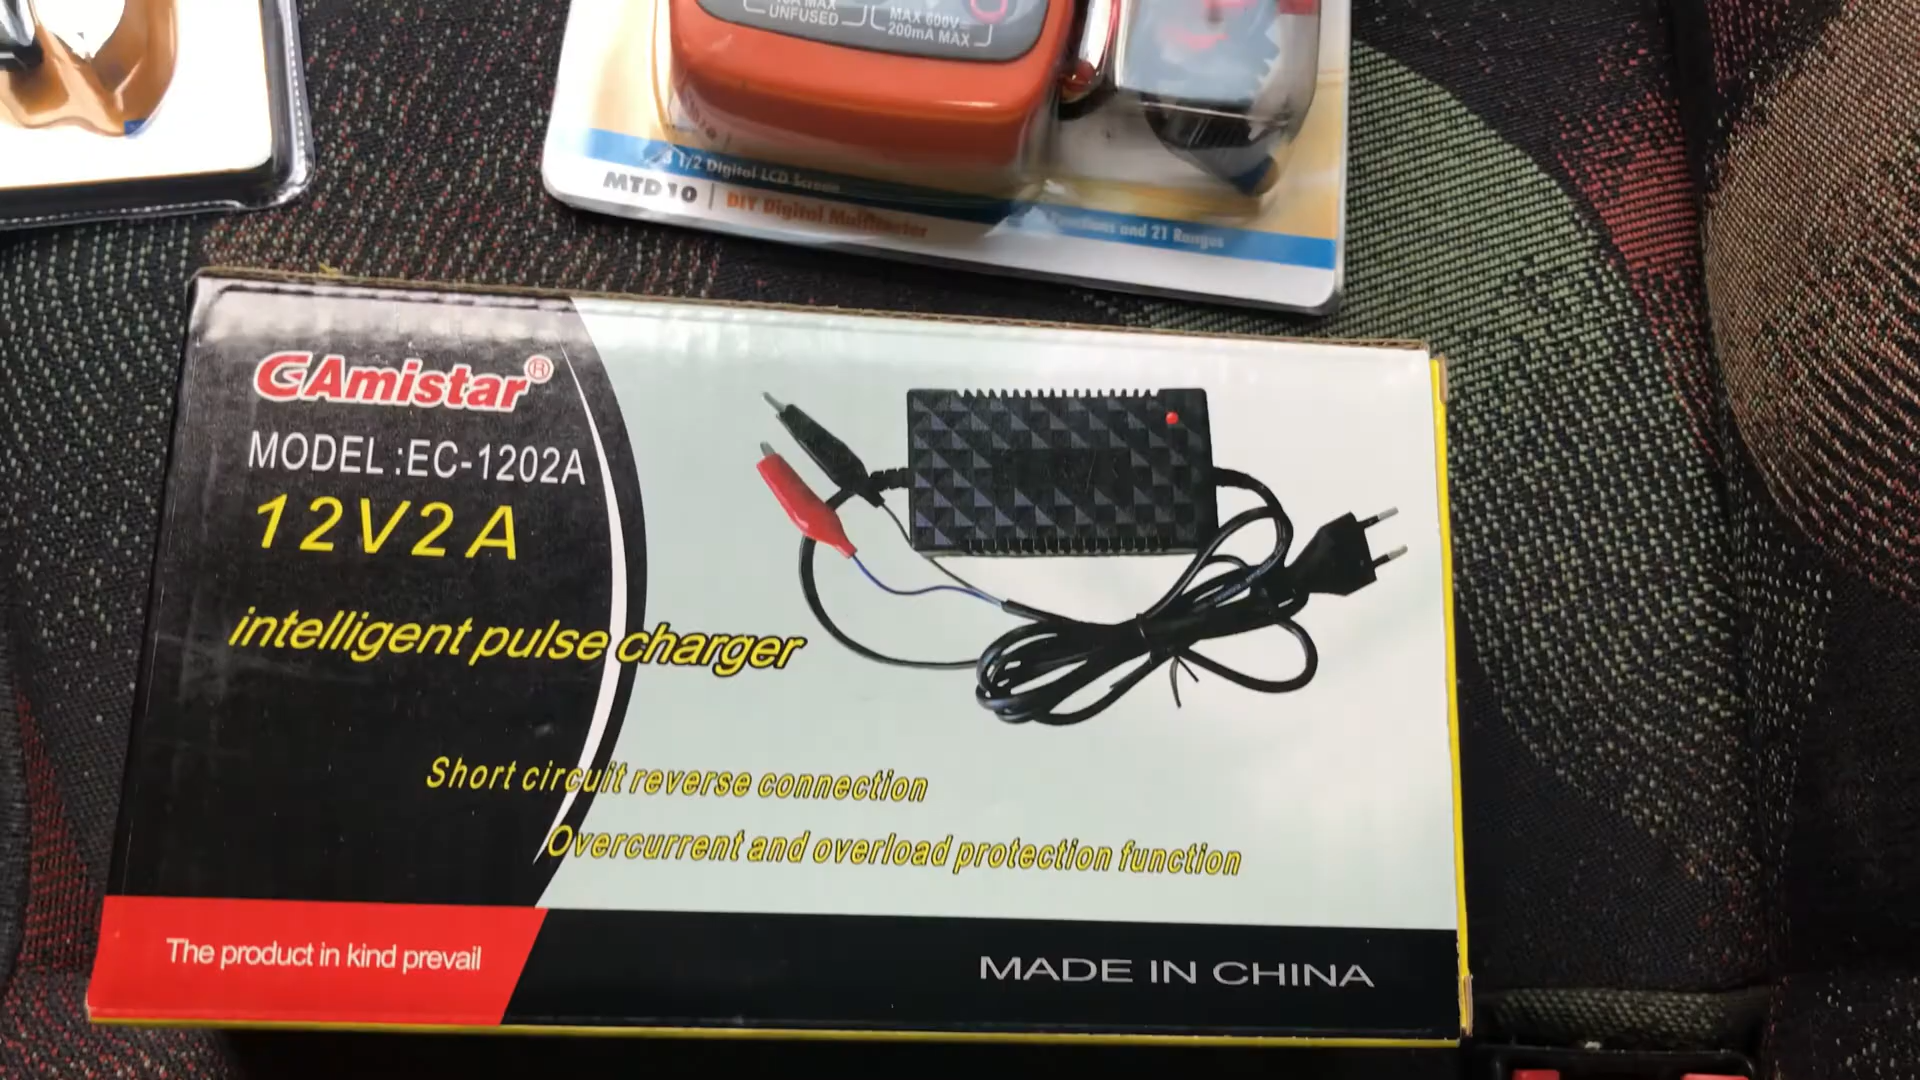 UNFUSED
MAX 600V
200mA MAX
3 1/2 Digital LCD Screen
MTD10 | DIY Digital Multimeter
and 21 Ranges
GAmistar®
MODEL :EC-1202A
12V2A
intelligent pulse charger
Short circuit reverse connection
Overcurrent and overload protection function
The product in kind prevail
MADE IN CHINA